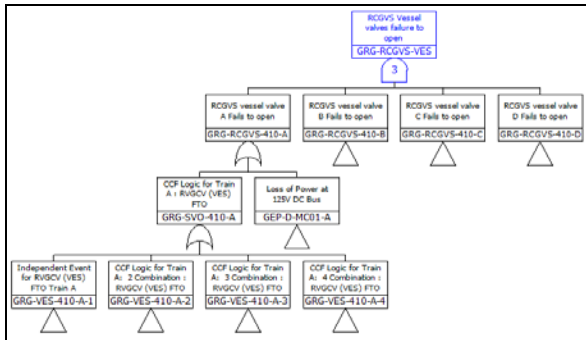 RCGVS Vessel
valves failure to
open
GRG-RCGVS-VES
3
RCGVS vessel valve
A Fails to open
GRG-RCGVS-410-A
RCGVS vessel valve
B Fails to open
GRG-RCGVS-410-B
RCGVS vessel valve
C Fails to open
GRG-RCGVS-410-C
RCGVS vessel valve
D Fails to open
GRG-RCGVS-410-D
CCF Logic for Train
A : RVGCV (VES)
FTO
GRG-SVO-410-A
Loss of Power at
125V DC Bus
GEP-D-MC01-A
Independent Event
for RVGCV (VES)
FTO Train A
GRG-VES-410-A-1
CCF Logic for Train
A: 2 Combination :
RVGCV (VES) FTO
GRG-VES-410-A-2
CCF Logic for Train
A: 3 Combination :
RVGCV (VES) FTO
GRG-VES-410-A-3
CCF Logic for Train
A: 4 Combination :
RVGCV (VES) FTO
GRG-VES-410-A-4